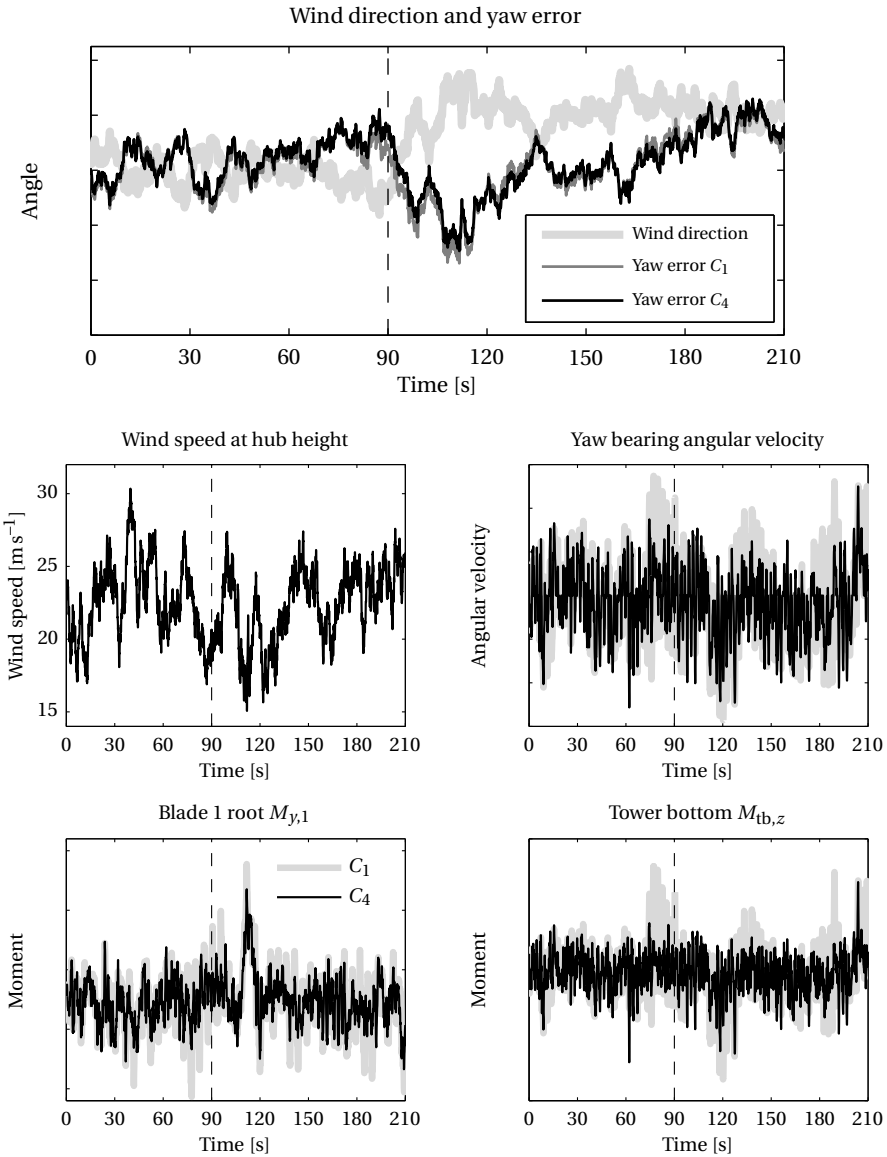 Wind direction and yaw error
Angle
Wind direction
Yaw error C1
Yaw error C4
0 30 60 90 120 150 180 210
Time [s]
Wind speed at hub height
Wind speed [m s−1]
30
25
20
15
0 30 60 90 120 150 180 210
Time [s]
Yaw bearing angular velocity
Angular velocity
0 30 60 90 120 150 180 210
Time [s]
Blade 1 root My,1
Moment
C1
C4
0 30 60 90 120 150 180 210
Time [s]
Tower bottom Mtb,z
Moment
0 30 60 90 120 150 180 210
Time [s]